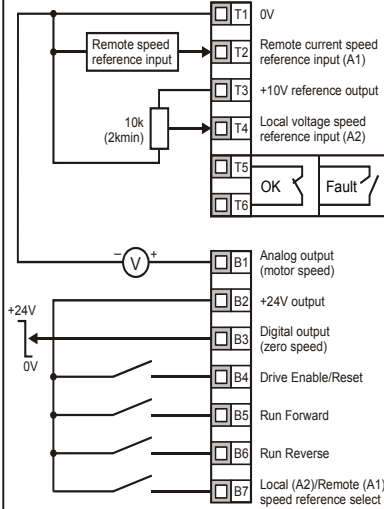 T1 0V
Remote speed
reference input
T2 Remote current speed
reference input (A1)
T3 +10V reference output
10k
(2kmin)
T4 Local voltage speed
reference input (A2)
T5
OK
Fault
T6
– V +
B1 Analog output
(motor speed)
B2 +24V output
+24V
0V
B3 Digital output
(zero speed)
B4 Drive Enable/Reset
B5 Run Forward
B6 Run Reverse
B7 Local (A2)/Remote (A1)
speed reference select